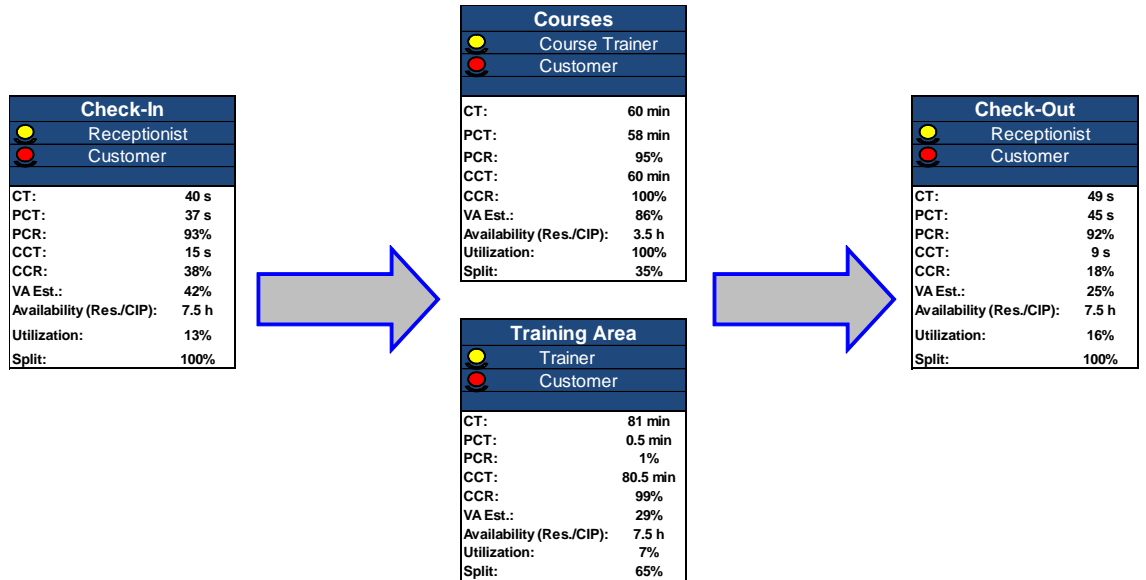 Check-In
Receptionist
Customer
CT: 40 s
PCT: 37 s
PCR: 93%
CCT: 15 s
CCR: 38%
VA Est.: 42%
Availability (Res./CIP): 7.5 h
Utilization: 13%
Split: 100%
Courses
Course Trainer
Customer
CT: 60 min
PCT: 58 min
PCR: 95%
CCT: 60 min
CCR: 100%
VA Est.: 86%
Availability (Res./CIP): 3.5 h
Utilization: 100%
Split: 35%
Training Area
Trainer
Customer
CT: 81 min
PCT: 0.5 min
PCR: 1%
CCT: 80.5 min
CCR: 99%
VA Est.: 29%
Availability (Res./CIP): 7.5 h
Utilization: 7%
Split: 65%
Check-Out
Receptionist
Customer
CT: 49 s
PCT: 45 s
PCR: 92%
CCT: 9 s
CCR: 18%
VA Est.: 25%
Availability (Res./CIP): 7.5 h
Utilization: 16%
Split: 100%